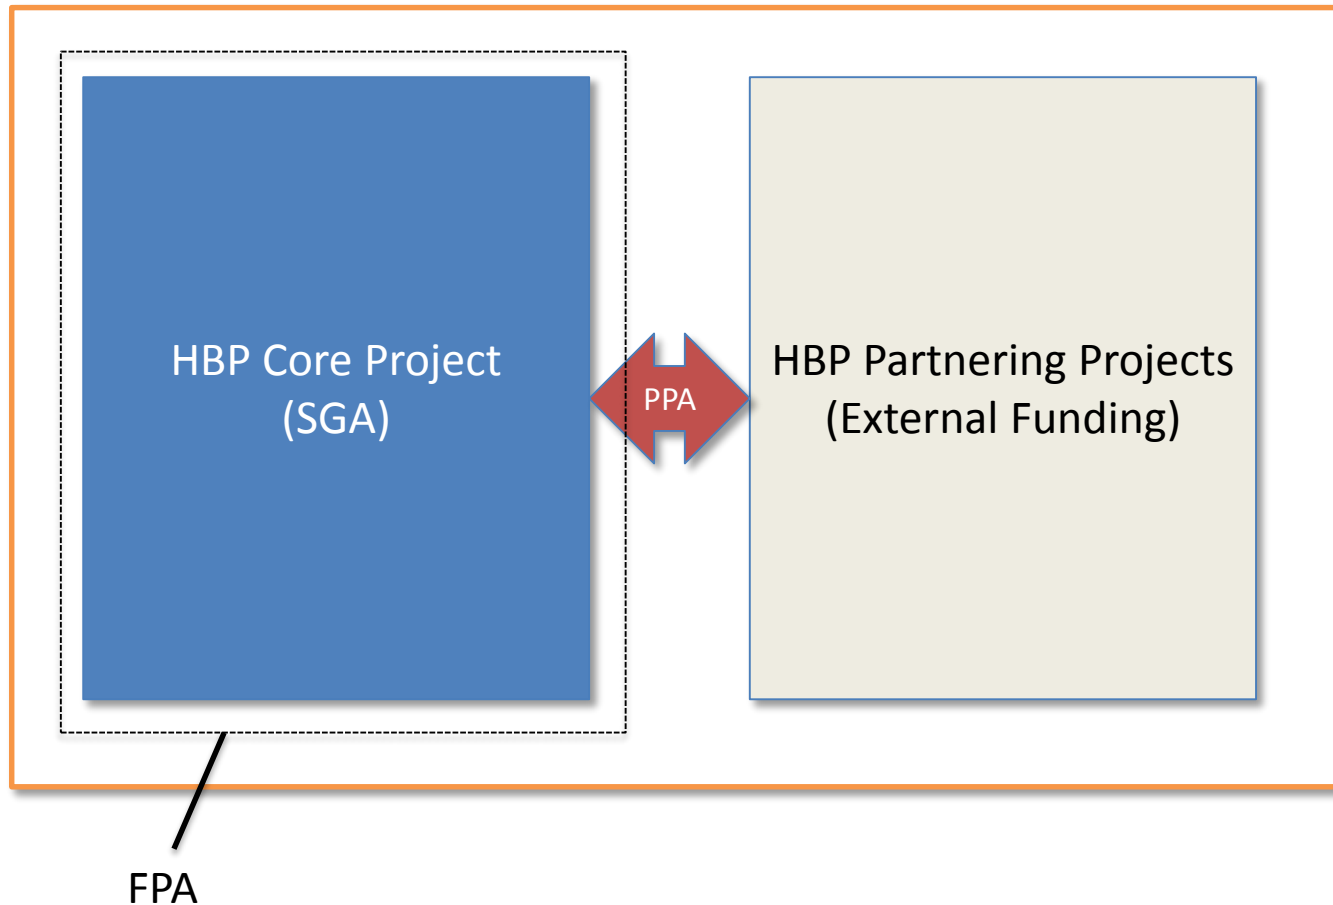 HBP Core Project
(SGA)
PPA
HBP Partnering Projects
(External Funding)
FPA